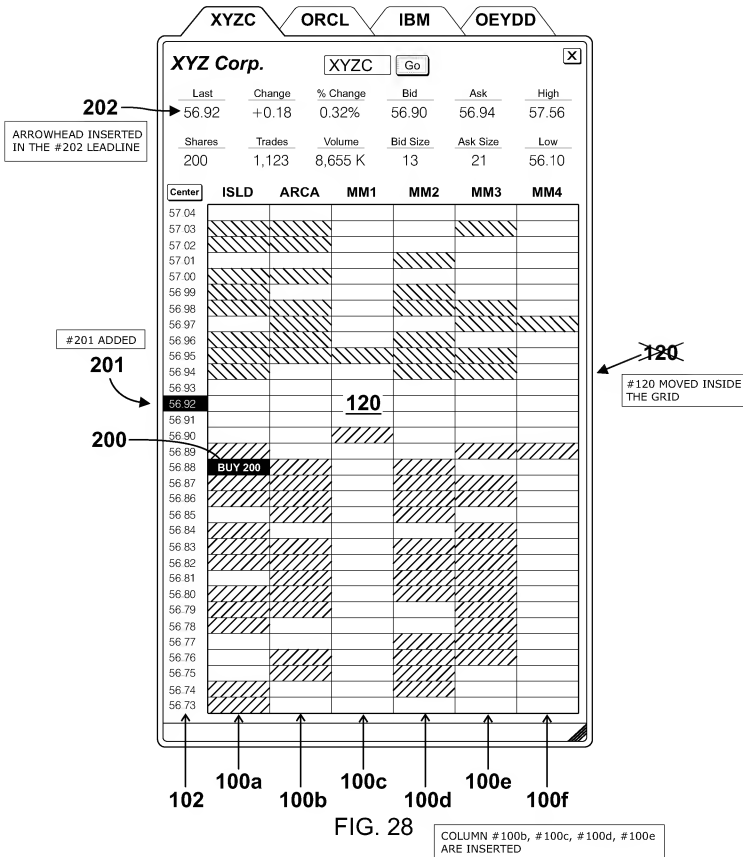 XYZC ORCL IBM OEYDD
XYZ Corp. XYZC Go X
Last Change % Change Bid Ask High
202 56.92 +0.18 0.32% 56.90 56.94 57.56
ARROWHEAD INSERTED
IN THE #202 LEADLINE
Shares Trades Volume Bid Size Ask Size Low
200 1,123 8,655 K 13 21 56.10
Center ISLD ARCA MM1 MM2 MM3 MM4
57 04
57 03
57 02
57 01
57 00
56 99
56 98
56 97
56 96
#201 ADDED
56 95
120
201
56 94
56 93
#120 MOVED INSIDE
THE GRID
56 92 120
56 91
56 90
200
56 89
56 88 BUY 200
56 87
56 86
56 85
56 84
56 83
56 82
56 81
56 80
56 79
56 78
56 77
56 76
56 75
56 74
56 73
100a 100c 100e
102 100b 100d 100f
FIG. 28
COLUMN #100b, #100c, #100d, #100e
ARE INSERTED